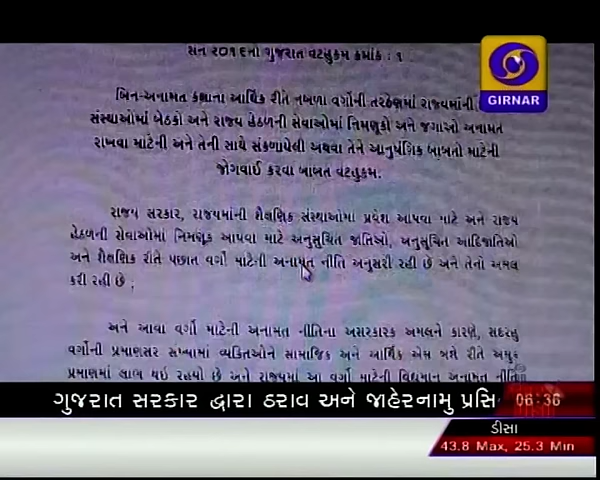 સન ૨૦૧૬નો ગુજરાત વટહુકમ ક્રમાંક : ૧
GIRNAR
બિન-અનામત કક્ષાના આર્થિક રીતે નબળા વર્ગોની તરફેણમાં રાજ્યમાંની
સંસ્થાઓમાં બેઠકો અને રાજ્ય હેઠળની સેવાઓમાં નિમણૂકો અને જગાઓ અનામત
રાખવા માટેની અને તેની સાથે સંકળાયેલી અથવા તેને આનુષંગિક બાબતો માટેની
જોગવાઈ કરવા બાબત વટહુકમ.
રાજ્ય સરકાર, રાજ્યમાંની શૈક્ષણિક સંસ્થાઓમાં પ્રવેશ આપવા માટે અને રાજ્ય
હેઠળની સેવાઓમાં નિમણૂક આપવા માટે અનુસૂચિત જાતિઓ, અનુસૂચિત આદિજાતિઓ
અને શૈક્ષણિક રીતે પછાત વર્ગો માટેની અનામત નીતિ અનુસરી રહી છે અને તેનો અમલ
કરી રહી છે.
અને આવા વર્ગો માટેની અનામત નીતિના અસરકારક અમલને કારણે, સદરહુ
વર્ગોની પ્રમાણસર સંખ્યામાં વ્યક્તિઓને સામાજિક અને આર્થિક એમ બન્ને રીતે અમુક
પ્રમાણમાં લાભ થઈ રહ્યો છે અને રાજ્યમાં આ વર્ગો માટેની વિદ્યમાન અનામત નીતિ
ગુજરાત સરકાર દ્વારા ઠરાવ અને જાહેરનામુ પ્રસિ
06:36
ડીસા
43.8 Max, 25.3 Min